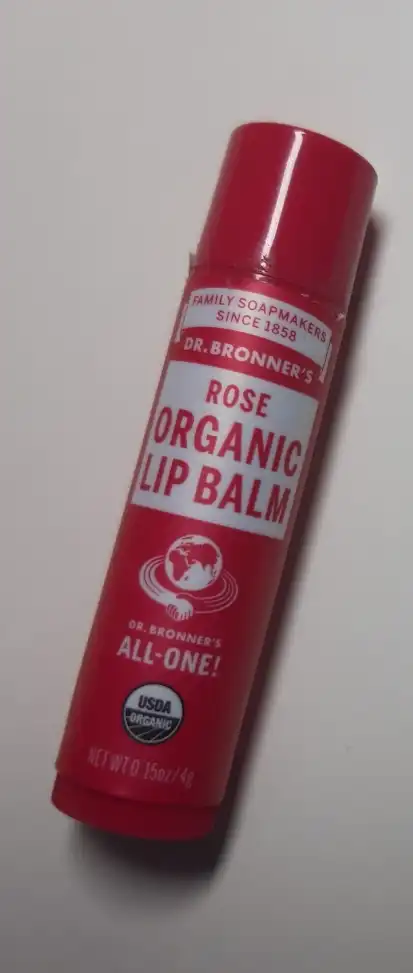 FAMILY SOAPMAKERS
SINCE 1858
DR. BRONNER'S
ROSE
ORGANIC
LIP BALM
DR. BRONNER'S
ALL-ONE!
USDA
ORGANIC
NET WT 0.15oz/4g